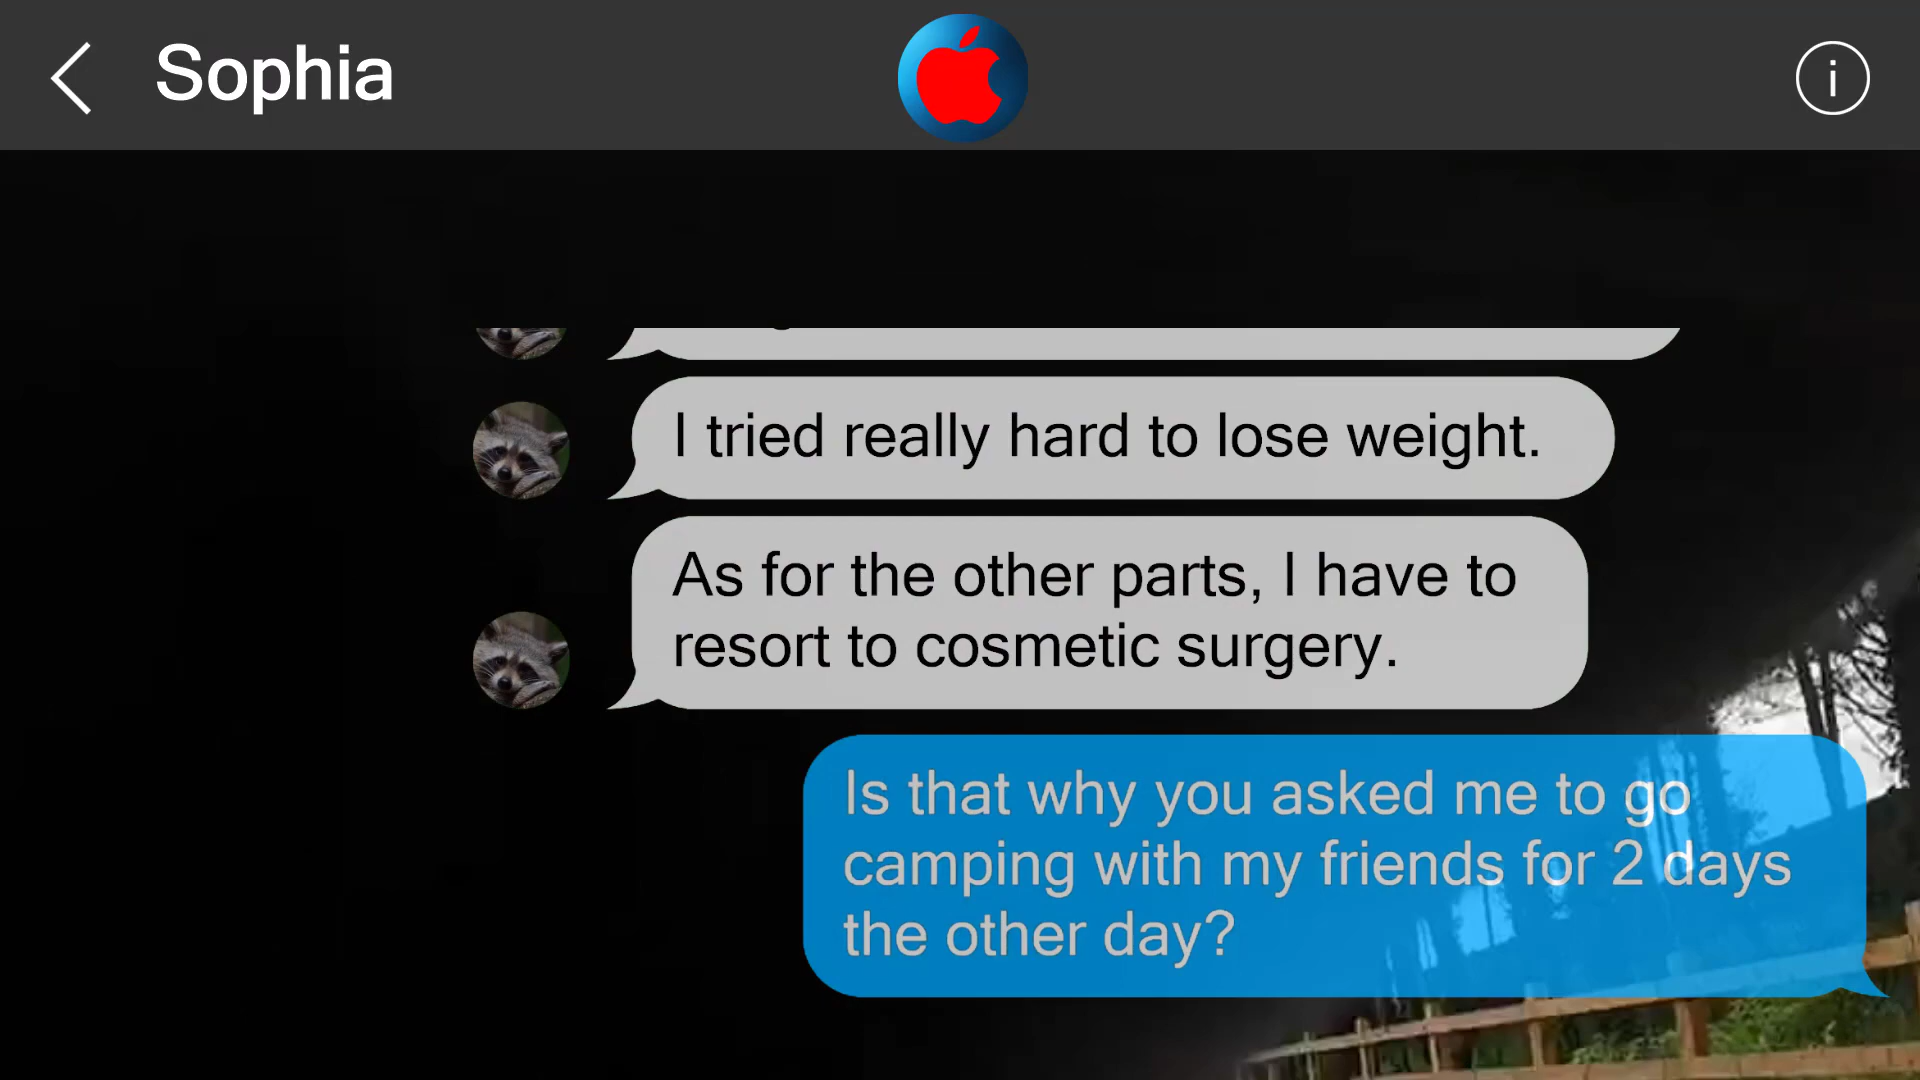 Sophia
i
I tried really hard to lose weight.
As for the other parts, I have to
resort to cosmetic surgery.
Is that why you asked me to go
camping with my friends for 2 days
the other day?